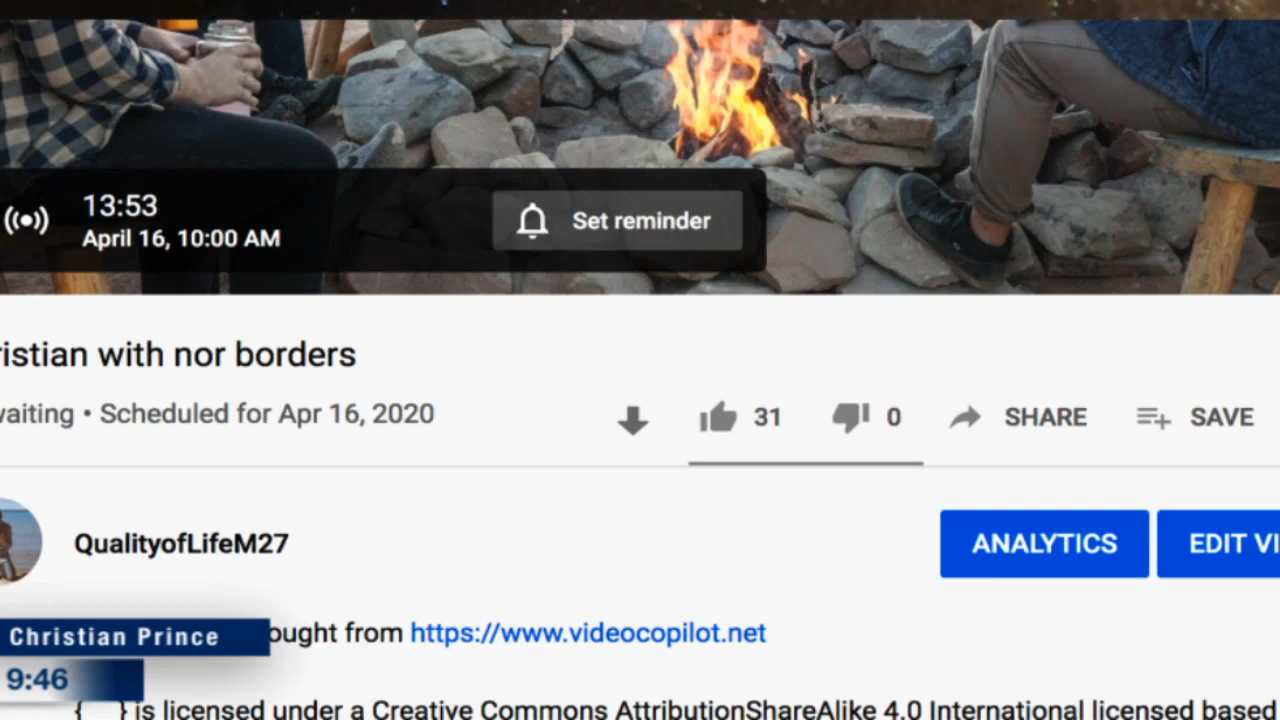 13:53
April 16, 10:00 AM
Set reminder
ristian with nor borders
waiting • Scheduled for Apr 16, 2020
31 0 SHARE SAVE
QualityofLifeM27
ANALYTICS EDIT VI
Christian Prince
ought from https://www.videocopilot.net
9:46
{ } is licensed under a Creative Commons AttributionShareAlike 4.0 International licensed based